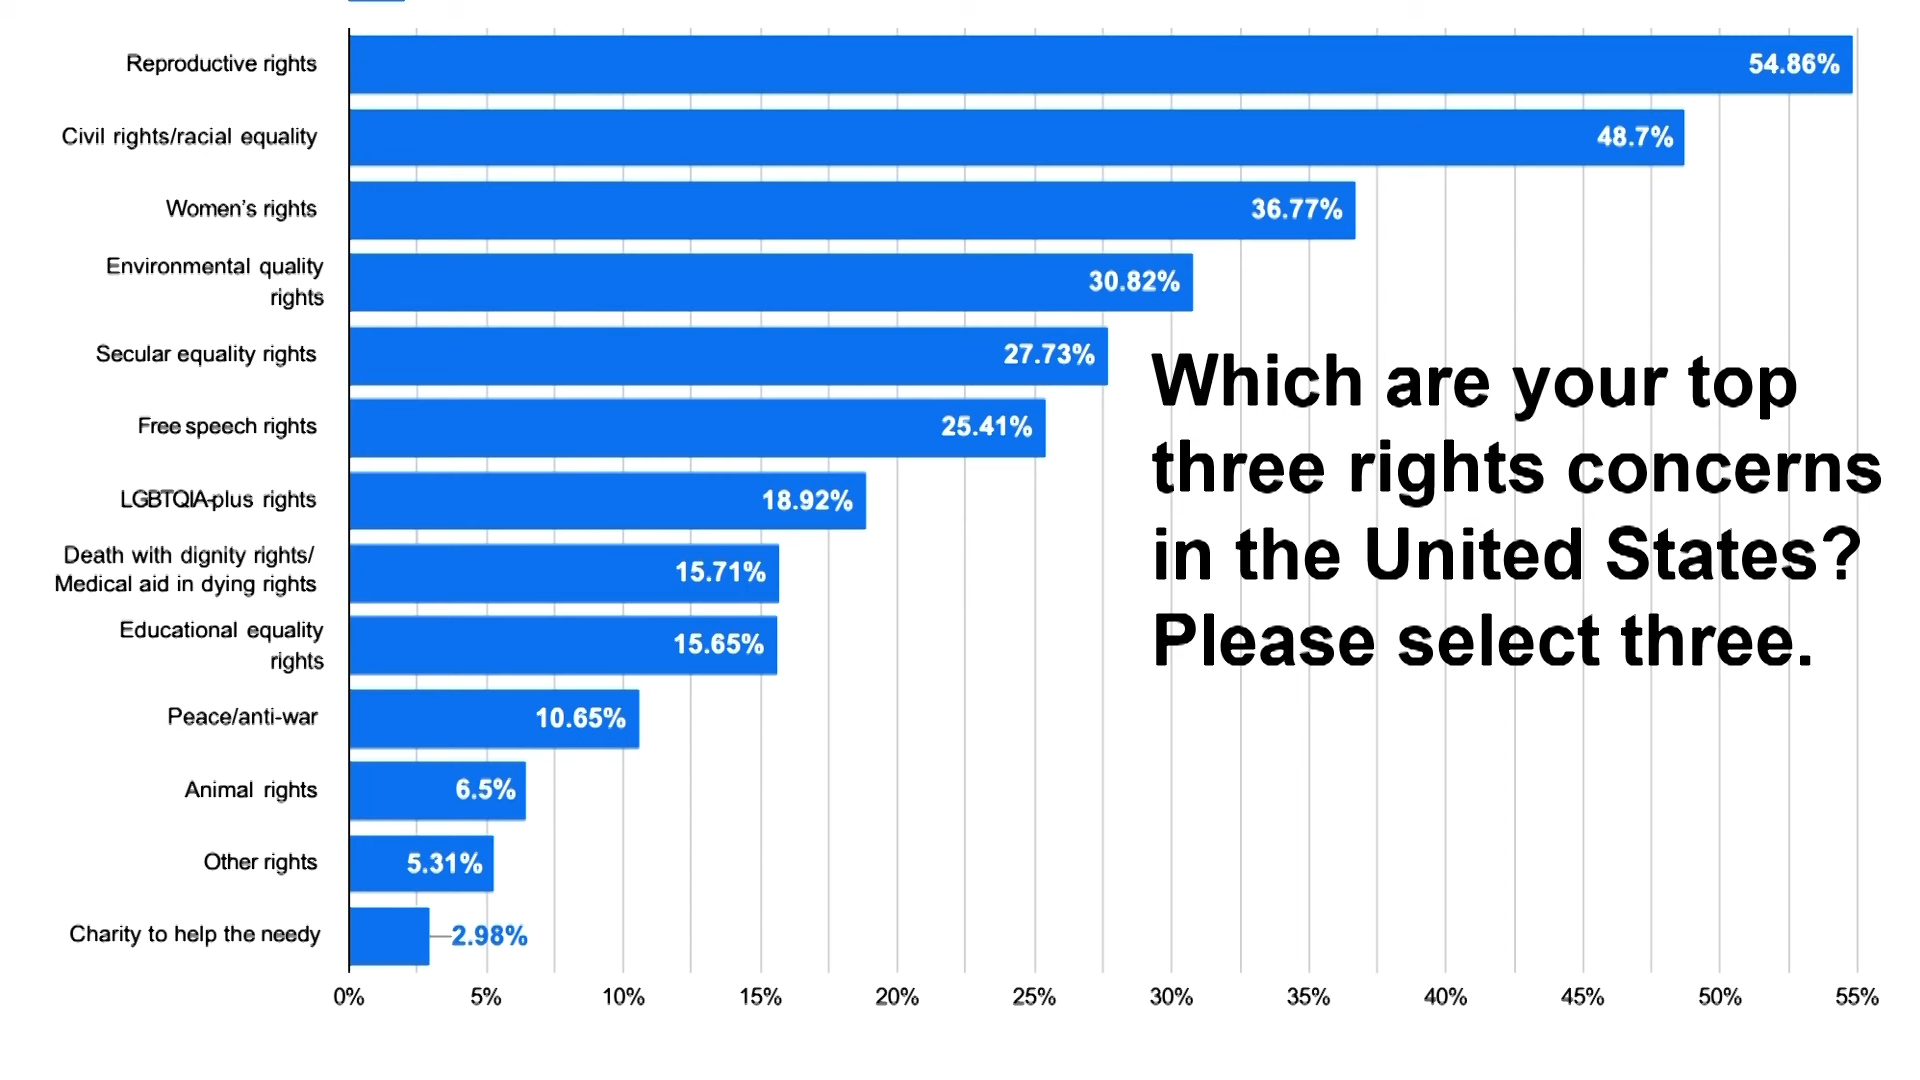 Reproductive rights
54.86%
Civil rights/racial equality
48.7%
Women's rights
36.77%
Environmental quality
rights
30.82%
Secular equality rights
27.73%
Free speech rights
25.41%
LGBTQIA-plus rights
18.92%
Death with dignity rights/
Medical aid in dying rights
15.71%
Educational equality
rights
15.65%
Peace/anti-war
10.65%
Animal rights
6.5%
Other rights
5.31%
Charity to help the needy
2.98%
0% 5% 10% 15% 20% 25% 30% 35% 40% 45% 50% 55%
Which are your top
three rights concerns
in the United States?
Please select three.